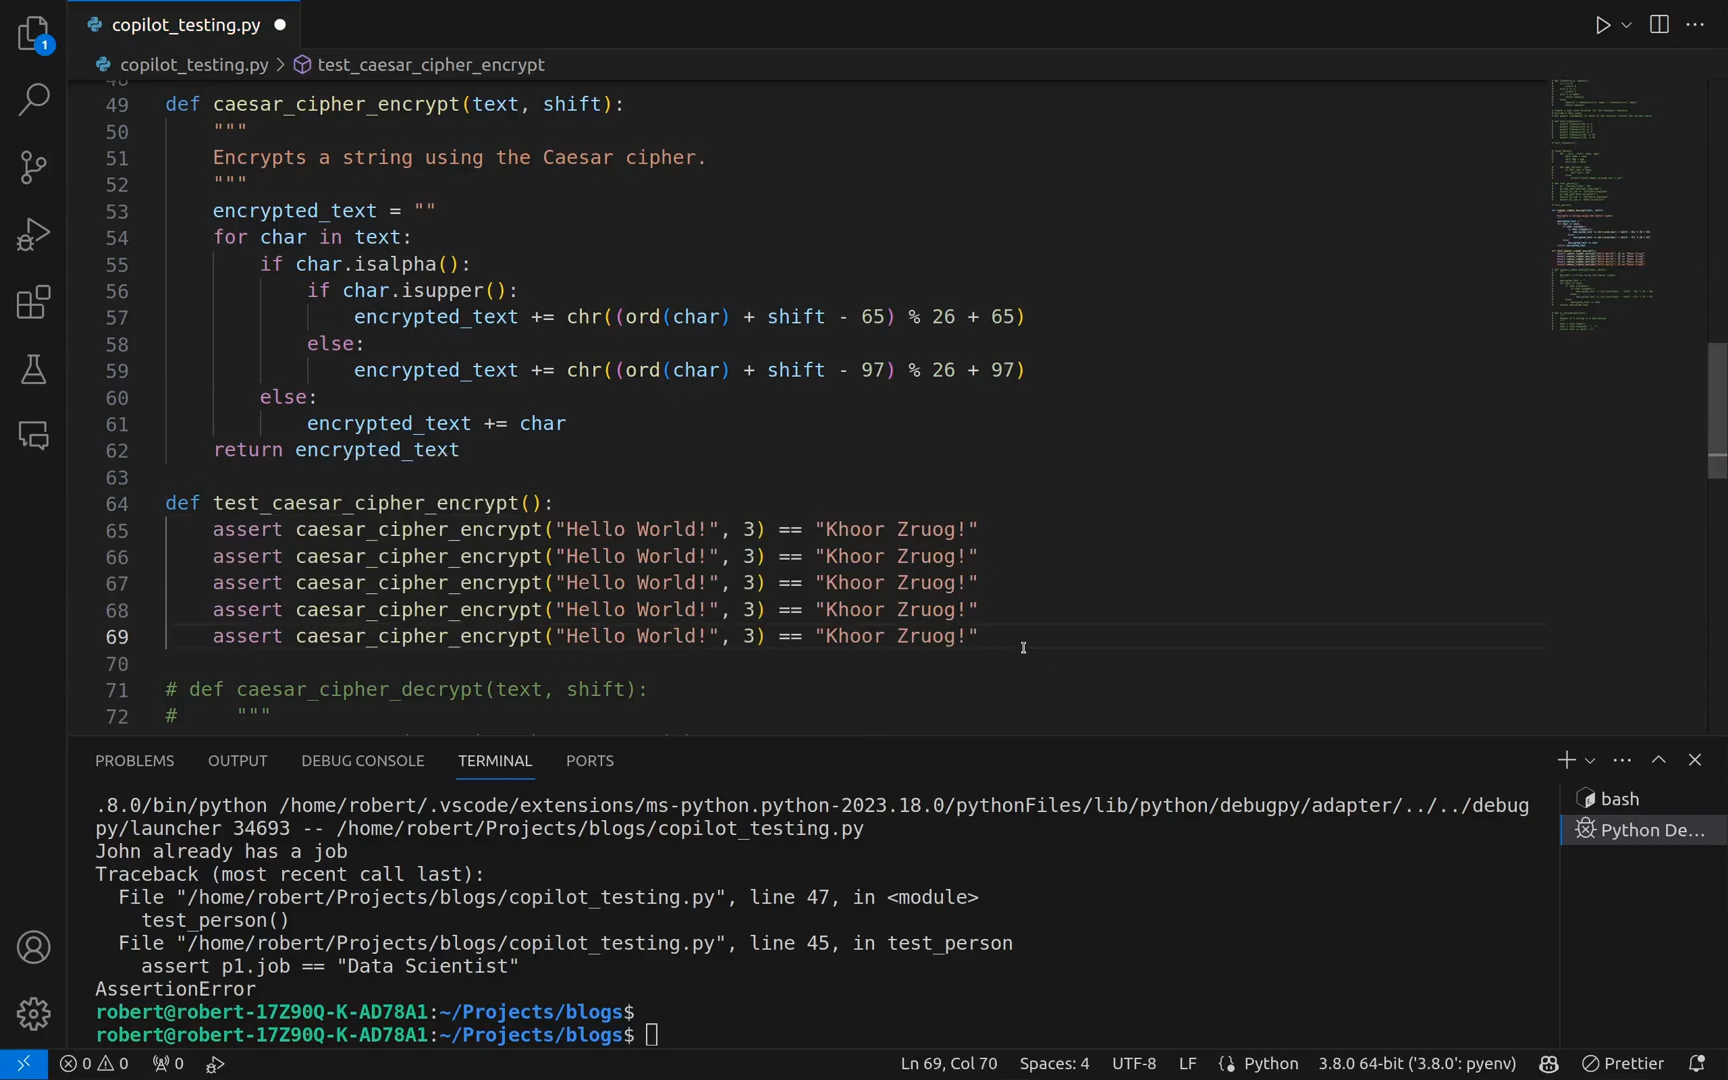 copilot_testing.py
1
copilot_testing.py > test_caesar_cipher_encrypt
49 def caesar_cipher_encrypt(text, shift):
50 """
51 Encrypts a string using the Caesar cipher.
52 """
53 encrypted_text = ""
54 for char in text:
55 if char.isalpha():
56 if char.isupper():
57 encrypted_text += chr((ord(char) + shift - 65) % 26 + 65)
58 else:
59 encrypted_text += chr((ord(char) + shift - 97) % 26 + 97)
60 else:
61 encrypted_text += char
62 return encrypted_text
63
64 def test_caesar_cipher_encrypt():
65 assert caesar_cipher_encrypt("Hello World!", 3) == "Khoor Zruog!"
66 assert caesar_cipher_encrypt("Hello World!", 3) == "Khoor Zruog!"
67 assert caesar_cipher_encrypt("Hello World!", 3) == "Khoor Zruog!"
68 assert caesar_cipher_encrypt("Hello World!", 3) == "Khoor Zruog!"
69 assert caesar_cipher_encrypt("Hello World!", 3) == "Khoor Zruog!"
70
71 # def caesar_cipher_decrypt(text, shift):
72 # """
PROBLEMS OUTPUT DEBUG CONSOLE TERMINAL PORTS
.8.0/bin/python /home/robert/.vscode/extensions/ms-python.python-2023.18.0/pythonFiles/lib/python/debugpy/adapter/../../debug
py/launcher 34693 -- /home/robert/Projects/blogs/copilot_testing.py
John already has a job
Traceback (most recent call last):
File "/home/robert/Projects/blogs/copilot_testing.py", line 47, in <module>
test_person()
File "/home/robert/Projects/blogs/copilot_testing.py", line 45, in test_person
assert p1.job == "Data Scientist"
AssertionError
robert@robert-17Z90Q-K-AD78A1:~/Projects/blogs$
robert@robert-17Z90Q-K-AD78A1:~/Projects/blogs$
bash
Python De...
0 0 0 Ln 69, Col 70 Spaces: 4 UTF-8 LF Python 3.8.0 64-bit ('3.8.0': pyenv) Prettier